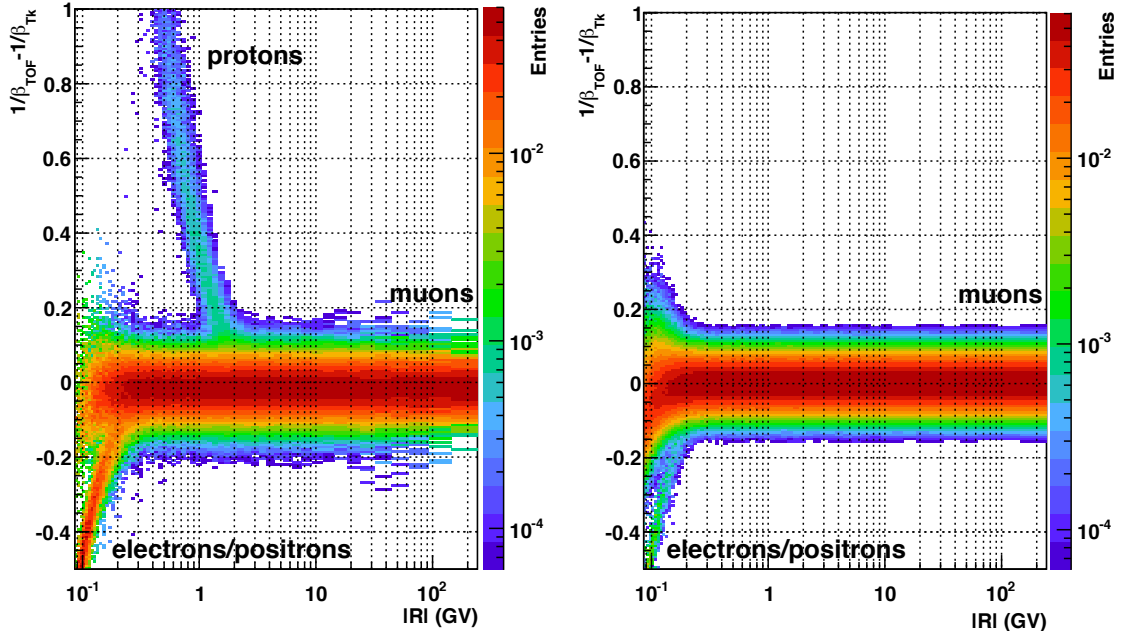 1/β_TOF -1/β_Tk
1
0.8
0.6
0.4
0.2
0
-0.2
-0.4
protons
muons
electrons/positrons
10^-1
1
10
10^2
|R| (GV)
Entries
10^-2
10^-3
10^-4
1/β_TOF -1/β_Tk
1
0.8
0.6
0.4
0.2
0
-0.2
-0.4
muons
electrons/positrons
10^-1
1
10
10^2
|R| (GV)
Entries
10^-2
10^-3
10^-4